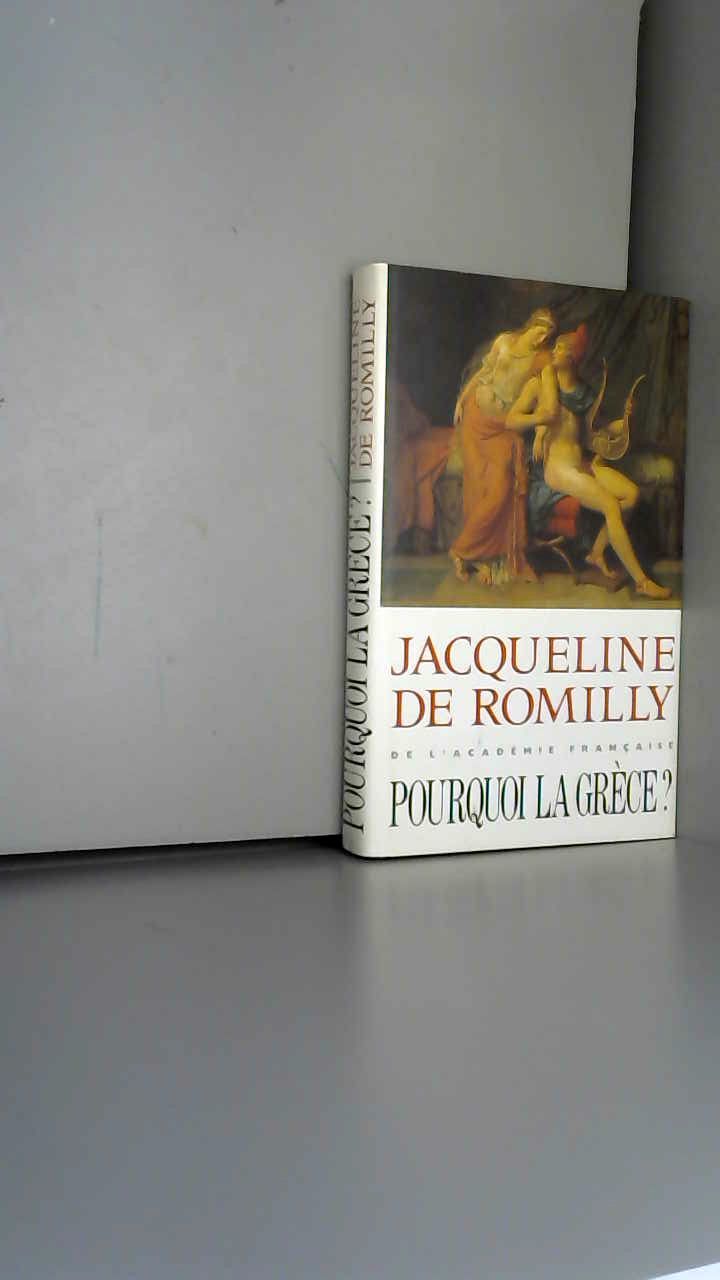 JACQUELINE
DE ROMILLY
POURQUOI LA GRÈCE ?
JACQUELINE
DE ROMILLY
DE L'ACADÉMIE FRANÇAISE
POURQUOI LA GRÈCE ?